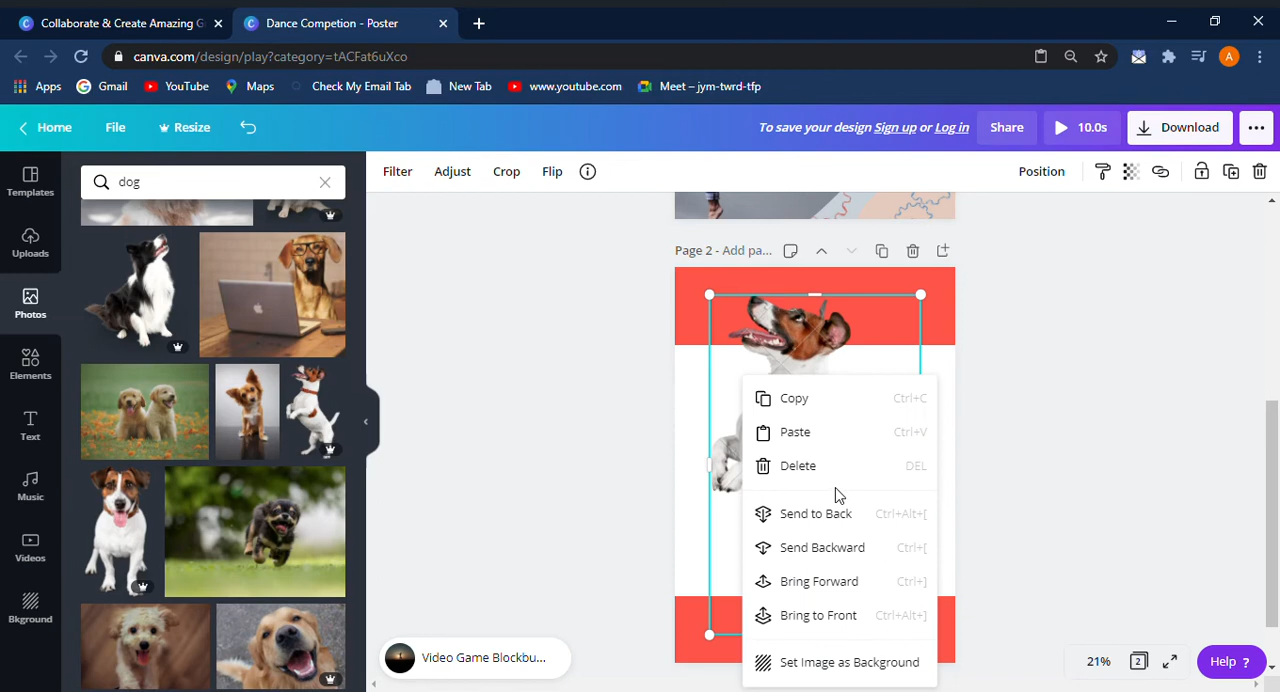 Collaborate & Create Amazing G
Dance Competion - Poster
canva.com/design/play?category=tACFat6uXco
A
Apps
Gmail
YouTube
Maps
Check My Email Tab
New Tab
www.youtube.com
Meet – jym-twrd-tfp
Home
File
Resize
To save your design Sign up or Log in
Share
10.0s
Download
Templates
Uploads
Photos
Elements
Text
Music
Videos
Bkground
dog
Filter
Adjust
Crop
Flip
Position
Page 2 - Add pa...
Copy Ctrl+C
Paste Ctrl+V
Delete DEL
Send to Back Ctrl+Alt+[
Send Backward Ctrl+[
Bring Forward Ctrl+]
Bring to Front Ctrl+Alt+]
Set Image as Background
Video Game Blockbu...
21%
2
Help ?